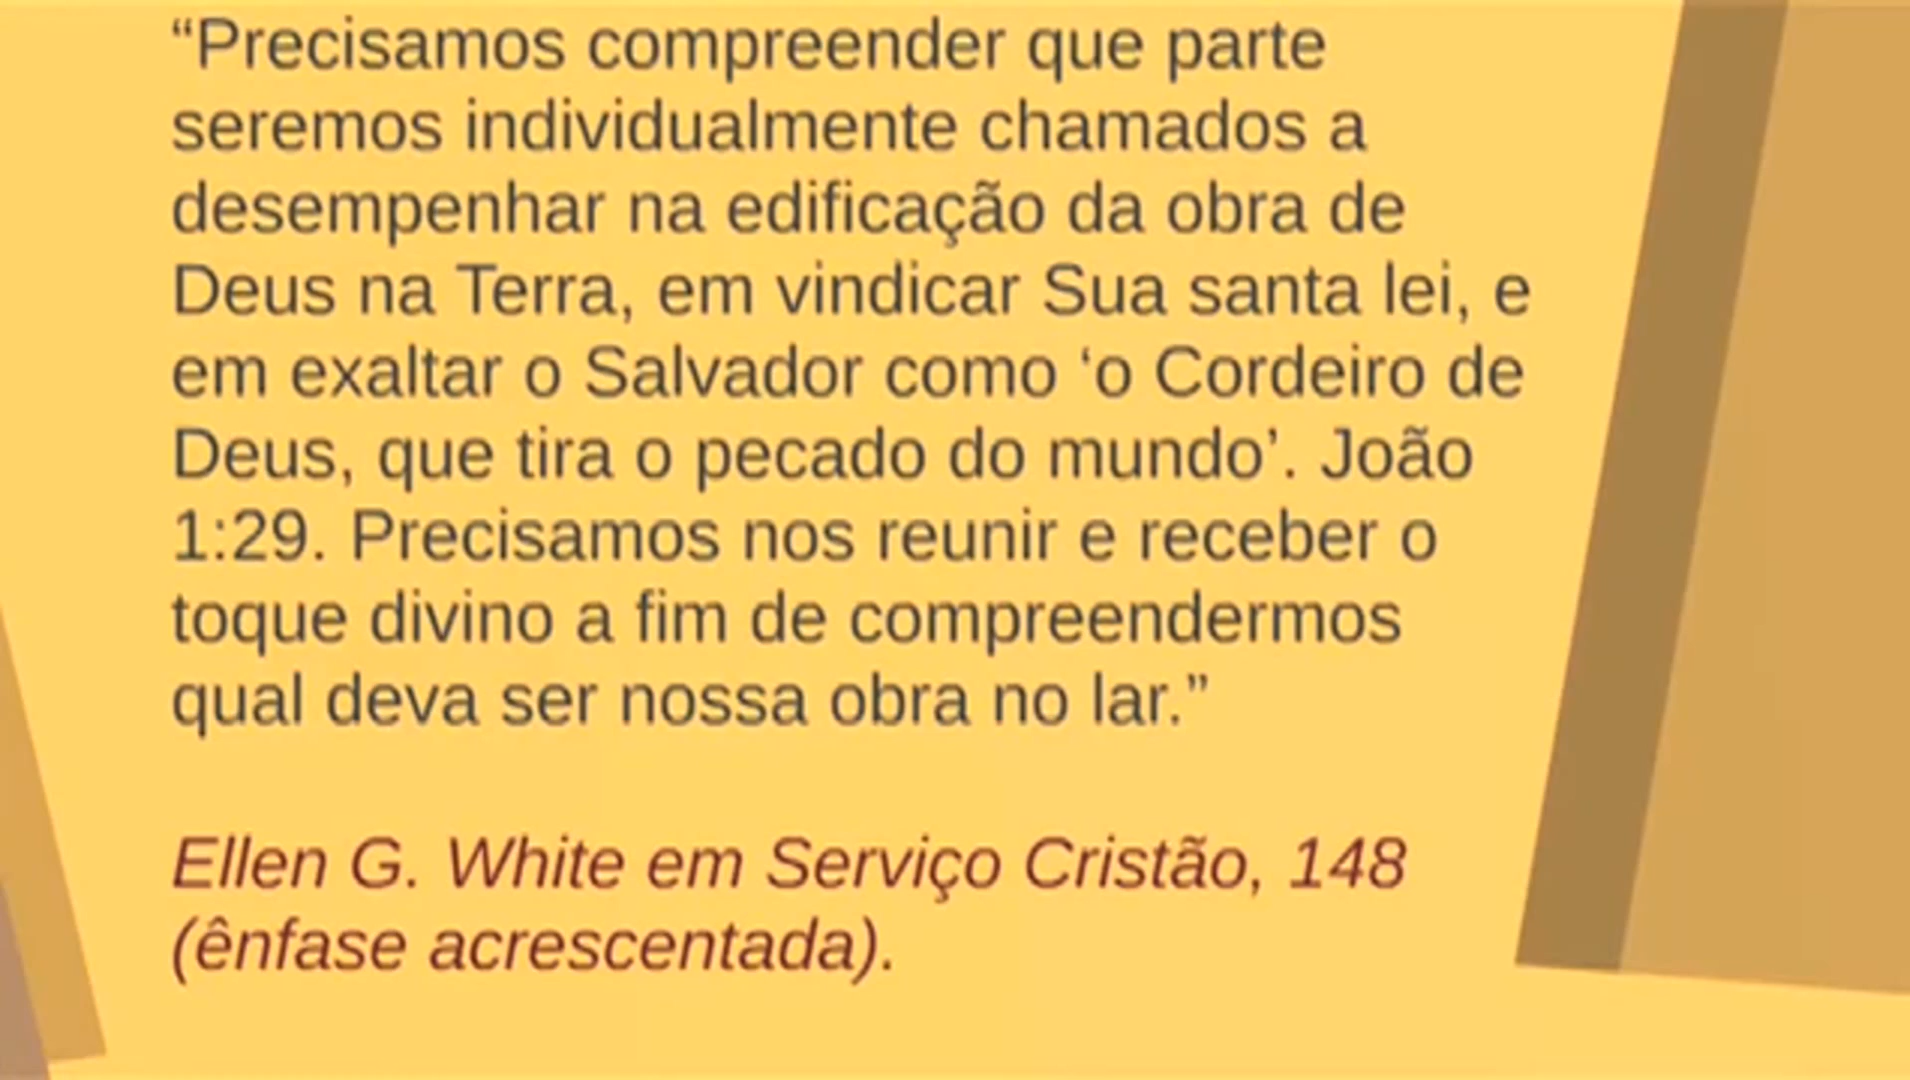 “Precisamos compreender que parte
seremos individualmente chamados a
desempenhar na edificação da obra de
Deus na Terra, em vindicar Sua santa lei, e
em exaltar o Salvador como ‘o Cordeiro de
Deus, que tira o pecado do mundo’. João
1:29. Precisamos nos reunir e receber o
toque divino a fim de compreendermos
qual deva ser nossa obra no lar.”
Ellen G. White em Serviço Cristão, 148
(ênfase acrescentada).